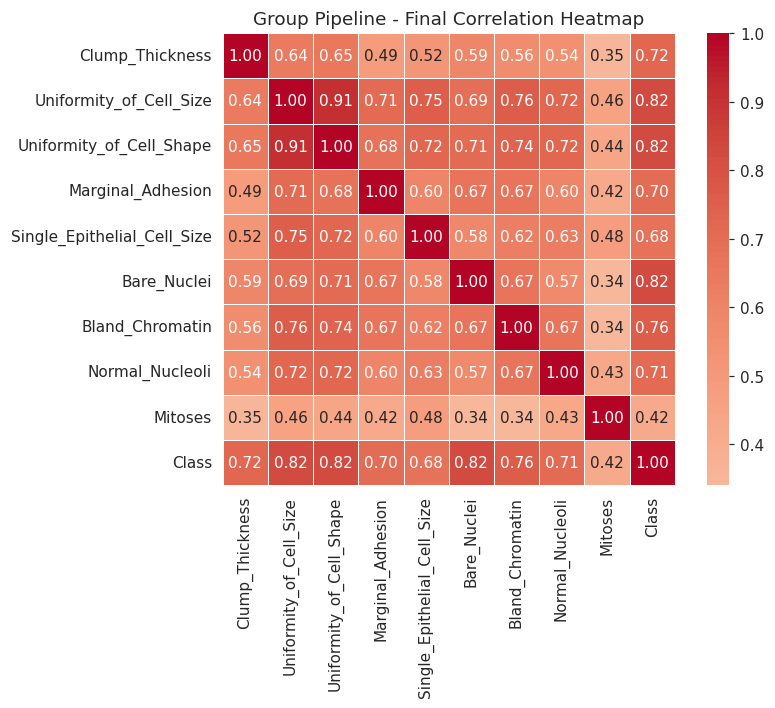 Group Pipeline - Final Correlation Heatmap
Clump_Thickness 1.00 0.64 0.65 0.49 0.52 0.59 0.56 0.54 0.35 0.72
Uniformity_of_Cell_Size 0.64 1.00 0.91 0.71 0.75 0.69 0.76 0.72 0.46 0.82
Uniformity_of_Cell_Shape 0.65 0.91 1.00 0.68 0.72 0.71 0.74 0.72 0.44 0.82
Marginal_Adhesion 0.49 0.71 0.68 1.00 0.60 0.67 0.67 0.60 0.42 0.70
Single_Epithelial_Cell_Size 0.52 0.75 0.72 0.60 1.00 0.58 0.62 0.63 0.48 0.68
Bare_Nuclei 0.59 0.69 0.71 0.67 0.58 1.00 0.67 0.57 0.34 0.82
Bland_Chromatin 0.56 0.76 0.74 0.67 0.62 0.67 1.00 0.67 0.34 0.76
Normal_Nucleoli 0.54 0.72 0.72 0.60 0.63 0.57 0.67 1.00 0.43 0.71
Mitoses 0.35 0.46 0.44 0.42 0.48 0.34 0.34 0.43 1.00 0.42
Class 0.72 0.82 0.82 0.70 0.68 0.82 0.76 0.71 0.42 1.00
Clump_Thickness
Uniformity_of_Cell_Size
Uniformity_of_Cell_Shape
Marginal_Adhesion
Single_Epithelial_Cell_Size
Bare_Nuclei
Bland_Chromatin
Normal_Nucleoli
Mitoses
Class
1.0
0.9
0.8
0.7
0.6
0.5
0.4